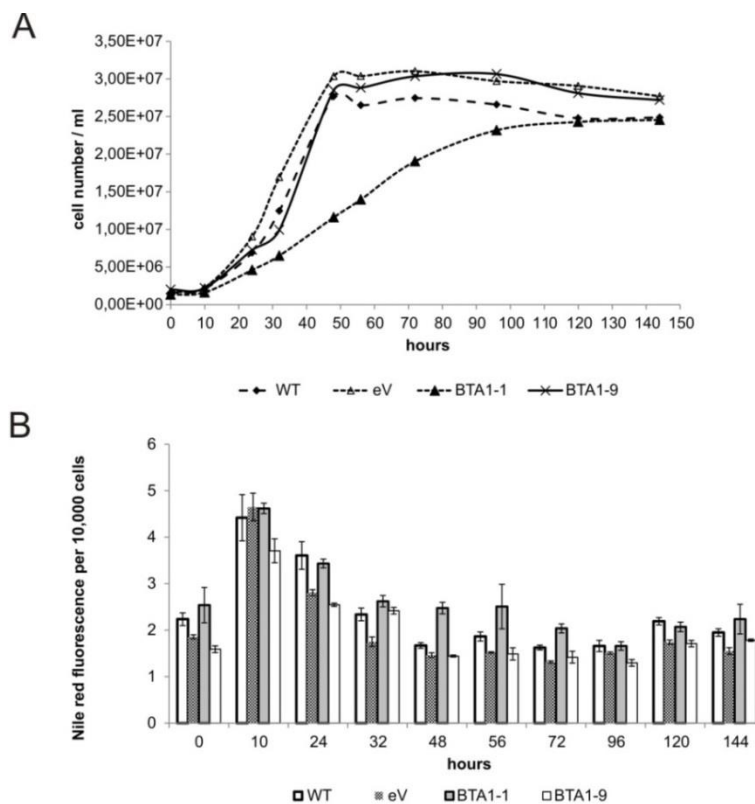 A
3,50E+07
3,00E+07
2,50E+07
2,00E+07
1,50E+07
1,00E+07
5,00E+06
0,00E+00
cell number / ml
0 10 20 30 40 50 60 70 80 90 100 110 120 130 140 150
hours
WT eV BTA1-1 BTA1-9
B
6
5
4
3
2
1
0
Nile red fluorescence per 10,000 cells
0 10 24 32 48 56 72 96 120 144
hours
WT eV BTA1-1 BTA1-9